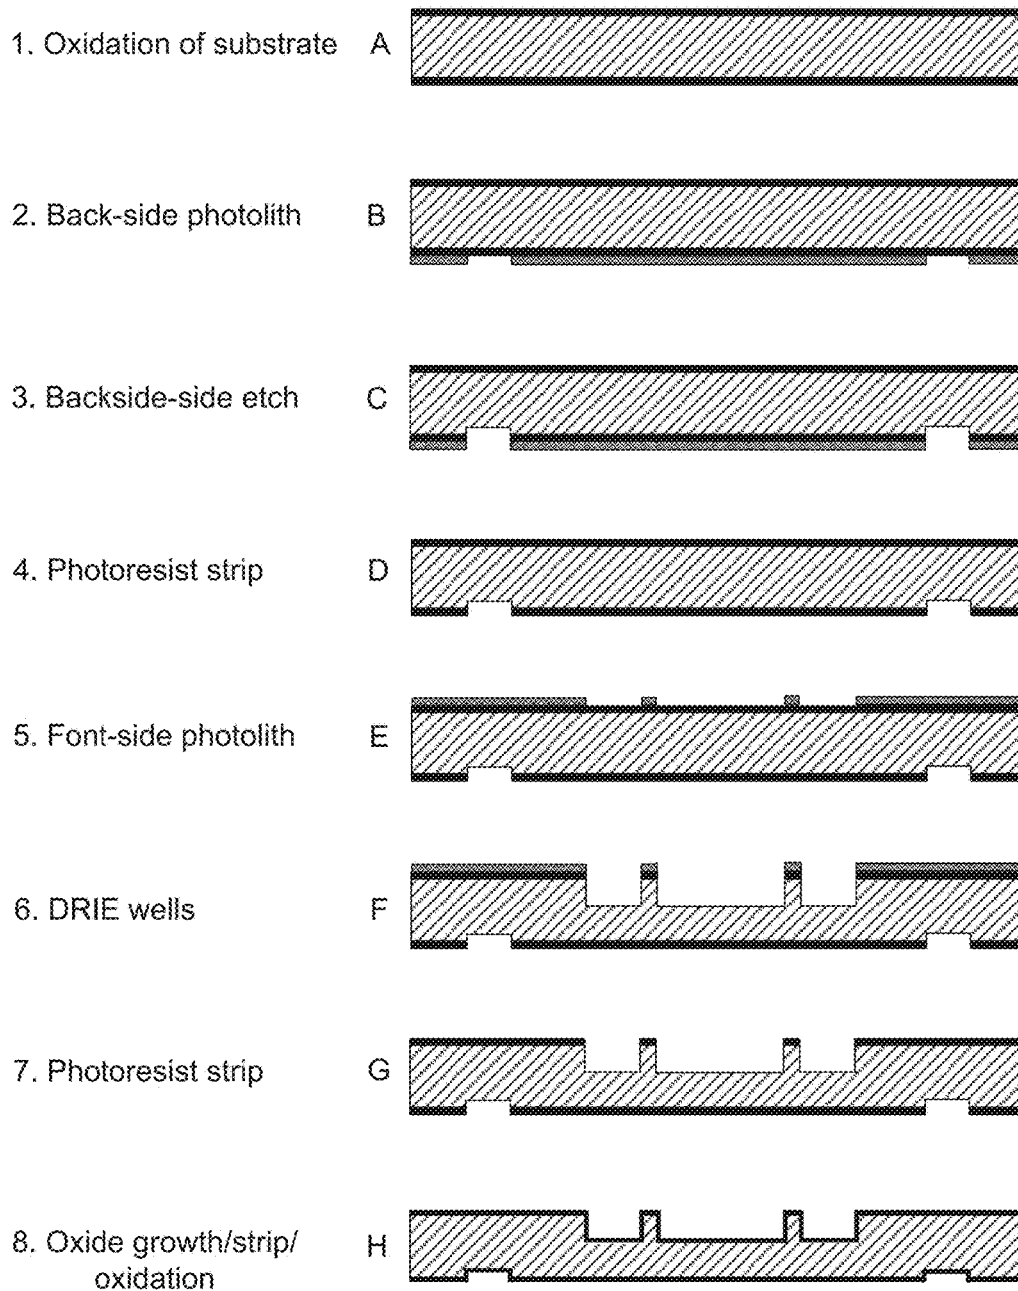 1. Oxidation of substrate A
2. Back-side photolith B
3. Backside-side etch C
4. Photoresist strip D
5. Font-side photolith E
6. DRIE wells F
7. Photoresist strip G
8. Oxide growth/strip/ H
oxidation